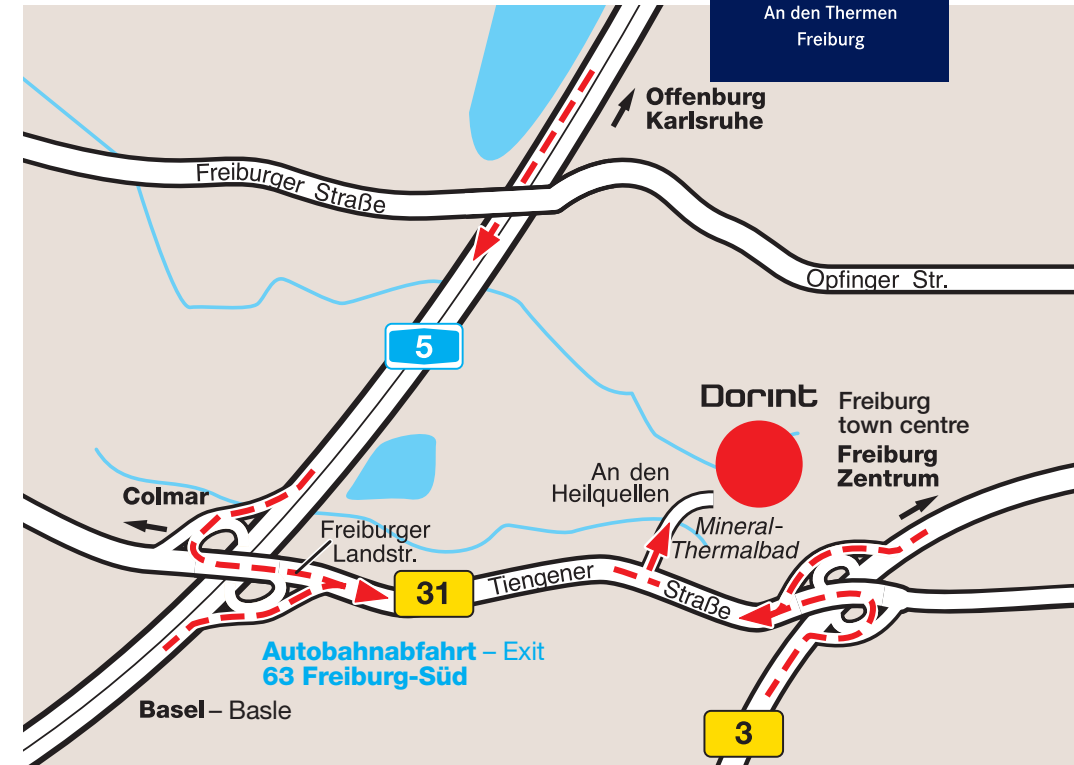 An den Thermen
Freiburg
Offenburg
Karlsruhe
Freiburger Straße
Opfinger Str.
5
Dorint
Freiburg
town centre
Freiburg
Zentrum
An den
Heilquellen
Colmar
Mineral-
Thermalbad
Freiburger
Landstr.
31
Tiengener Straße
Autobahnabfahrt – Exit
63 Freiburg-Süd
Basel – Basle
3